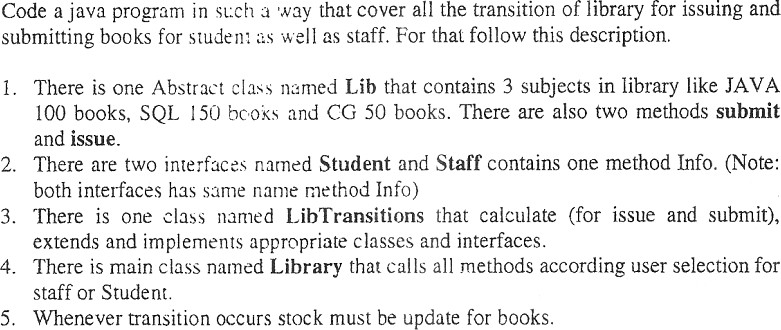 Code a java program in such a way that cover all the transition of library for issuing and
submitting books for student as well as staff. For that follow this description.
1. There is one Abstract class named Lib that contains 3 subjects in library like JAVA
100 books, SQL 150 books and CG 50 books. There are also two methods submit
and issue.
2. There are two interfaces named Student and Staff contains one method Info. (Note:
both interfaces has same name method Info)
3. There is one class named LibTransitions that calculate (for issue and submit),
extends and implements appropriate classes and interfaces.
4. There is main class named Library that calls all methods according user selection for
staff or Student.
5. Whenever transition occurs stock must be update for books.